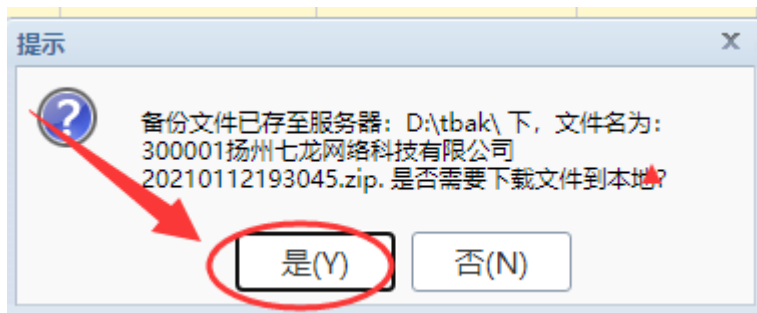 提示
备份文件已存至服务器：D:\tbak\ 下，文件名为：
300001扬州七龙网络科技有限公司
20210112193045.zip. 是否需要下载文件到本地?
是(Y)
否(N)